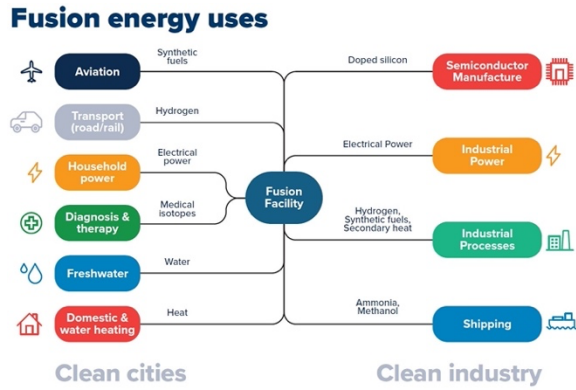 Fusion energy uses
Aviation
Synthetic
fuels
Transport
(road/rail)
Hydrogen
Household
power
Electrical
power
Diagnosis &
therapy
Medical
isotopes
Freshwater
Water
Domestic &
water heating
Heat
Fusion
Facility
Doped silicon
Semiconductor
Manufacture
Electrical Power
Industrial
Power
Hydrogen,
Synthetic fuels,
Secondary heat
Industrial
Processes
Ammonia,
Methanol
Shipping
Clean cities
Clean industry